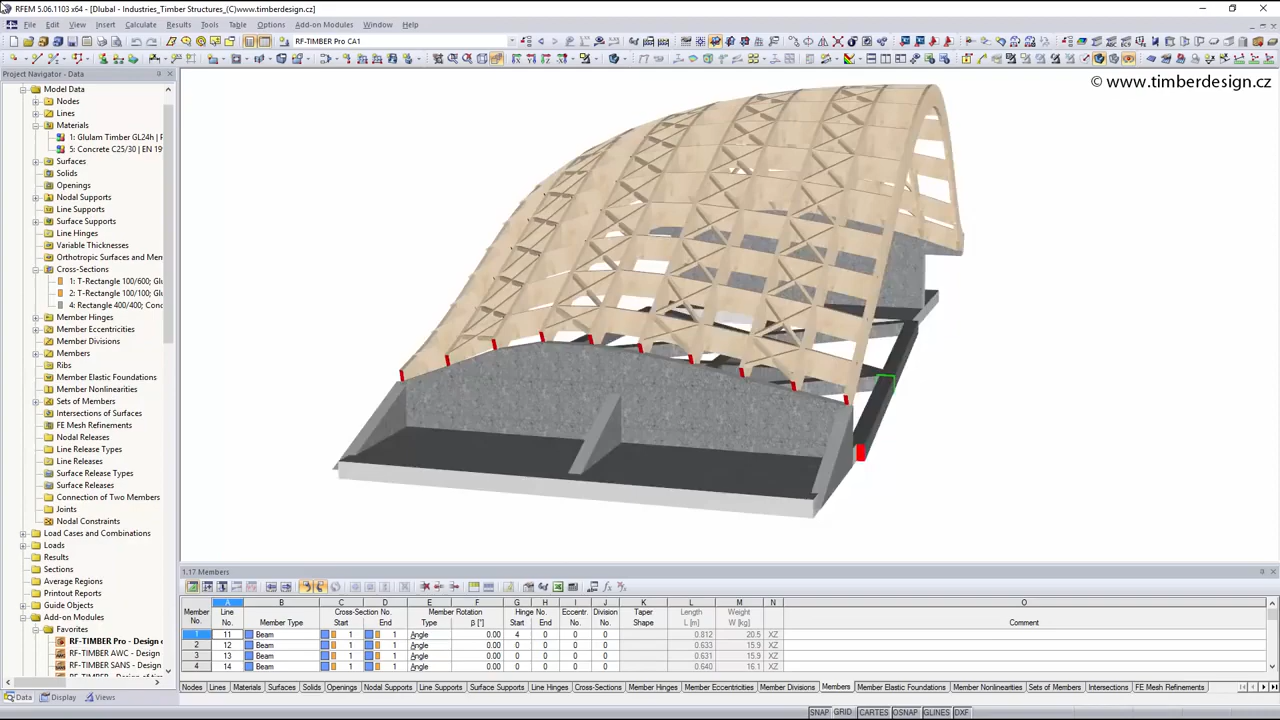 RFEM 5.06.1103 x64 - [Dlubal - Industries_Timber Structures_(C)www.timberdesign.cz]
File Edit View Insert Calculate Results Tools Table Options Add-on Modules Window Help
RF-TIMBER Pro CA1
Project Navigator - Data
© www.timberdesign.cz
Model Data
Nodes
Lines
Materials
1: Glulam Timber GL24h |
5: Concrete C25/30 | EN 19
Surfaces
Solids
Openings
Nodal Supports
Line Supports
Surface Supports
Line Hinges
Variable Thicknesses
Orthotropic Surfaces and Mem
Cross-Sections
1: T-Rectangle 100/600; Gl
2: T-Rectangle 100/100; Gl
4: Rectangle 400/400; Conc
Member Hinges
Member Eccentricities
Member Divisions
Members
Ribs
Member Elastic Foundations
Member Nonlinearities
Sets of Members
Intersections of Surfaces
FE Mesh Refinements
Nodal Releases
Line Release Types
Line Releases
Surface Release Types
Surface Releases
Connection of Two Members
Joints
Nodal Constraints
Load Cases and Combinations
Loads
Results
Sections
Average Regions
Printout Reports
Guide Objects
Add-on Modules
Favorites
RF-TIMBER Pro - Design o
RF-TIMBER AWC - Design
RF-TIMBER SANS - Design
Data Display Views
1.17 Members
A B C D E F G H I J K L M N O
Member Line Cross-Section No. Member Rotation Hinge No. Eccentr. Division Taper Length Weight
No. No. Member Type Start End Type β [°] Start End No. No. Shape L [m] W [kg] Comment
1 11 Beam 1 1 Angle 0.00 4 0 0 0 0.812 20.5 XZ
2 12 Beam 1 1 Angle 0.00 0 0 0 0 0.633 15.9 XZ
3 13 Beam 1 1 Angle 0.00 0 0 0 0 0.631 15.9 XZ
4 14 Beam 1 1 Angle 0.00 0 0 0 0 0.640 16.1 XZ
Nodes Lines Materials Surfaces Solids Openings Nodal Supports Line Supports Surface Supports Line Hinges Cross-Sections Member Hinges Member Eccentricities Member Divisions Members Member Elastic Foundations Member Nonlinearities Sets of Members Intersections FE Mesh Refinements
SNAP GRID CARTES OSNAP GLINES DXF